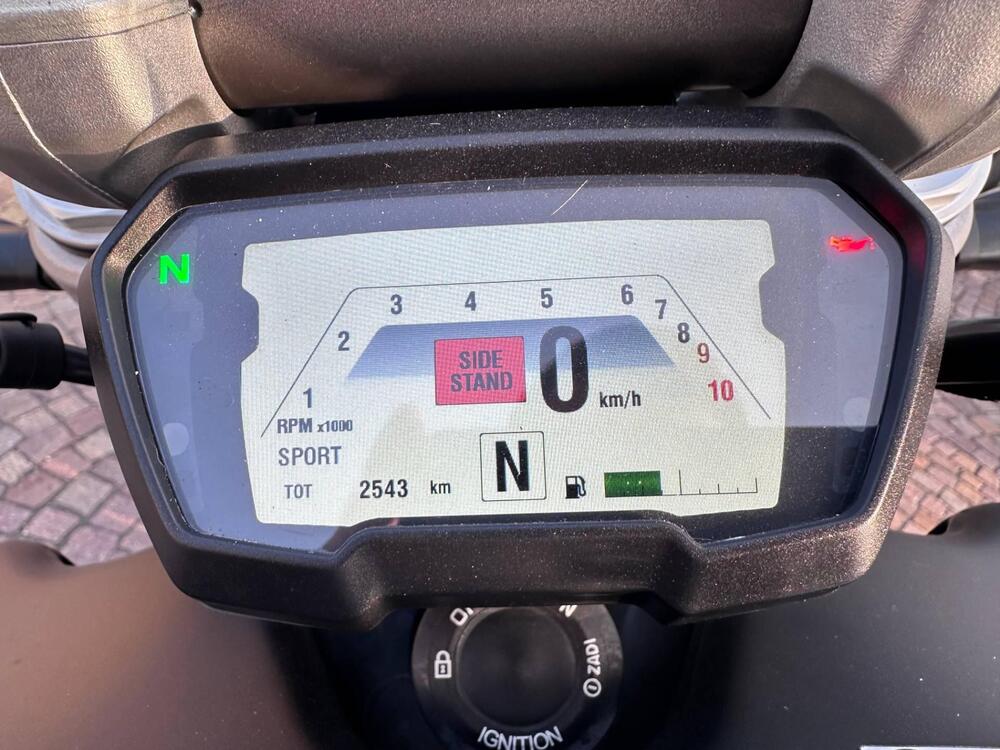 N
1 2 3 4 5 6 7 8 9 10
RPM x1000
SIDE
STAND
0 km/h
SPORT
TOT 2543 km
N
ZADI
IGNITION